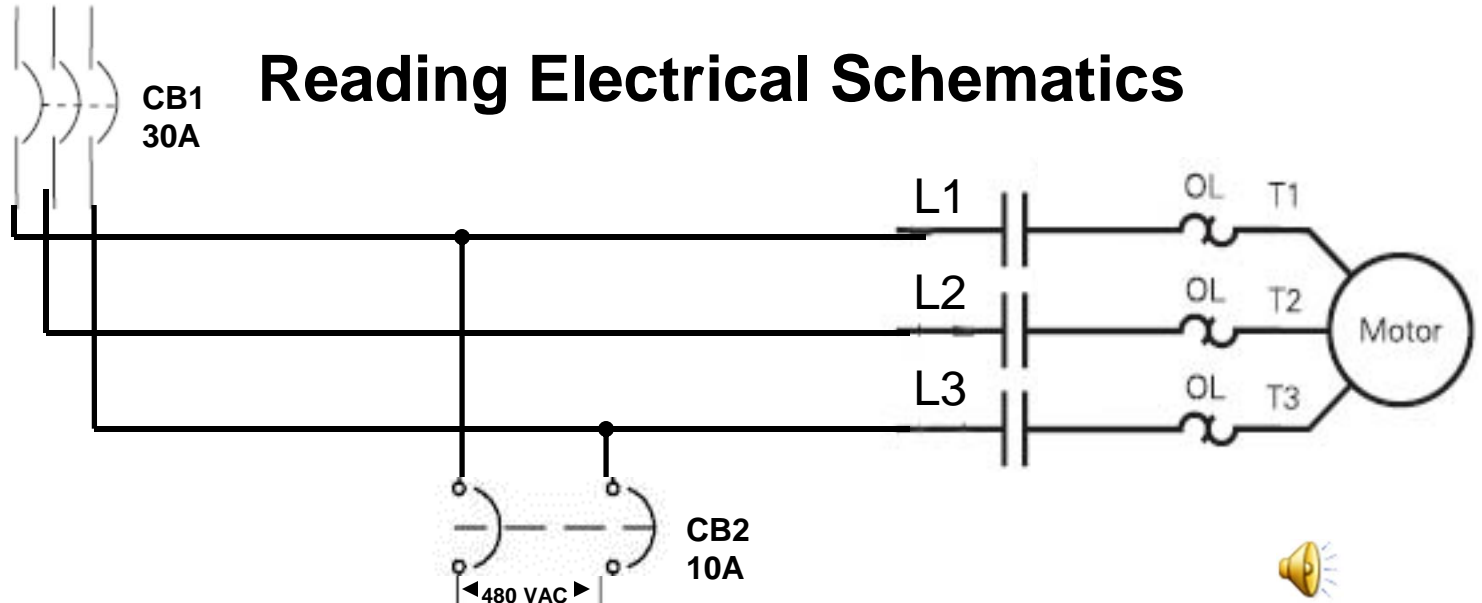 Reading Electrical Schematics
CB1
30A
L1
OL
T1
L2
OL
T2
Motor
L3
OL
T3
CB2
10A
480 VAC